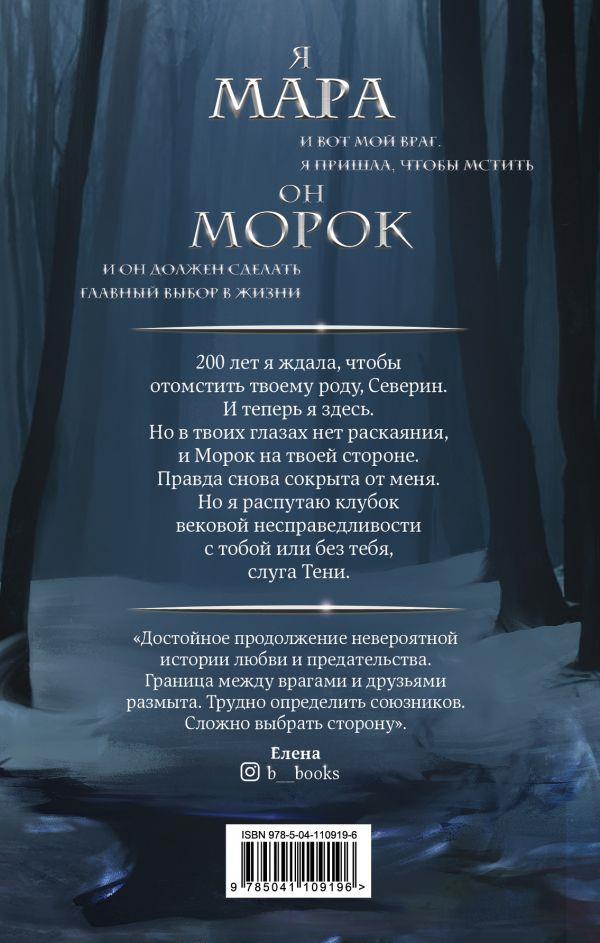 Я
МАРА
И ВОТ МОЙ ВРАГ.
Я ПРИШЛА, ЧТОБЫ МСТИТЬ
ОН
МОРОК
И ОН ДОЛЖЕН СДЕЛАТЬ
ГЛАВНЫЙ ВЫБОР В ЖИЗНИ
200 лет я ждала, чтобы
отомстить твоему роду, Северин.
И теперь я здесь.
Но в твоих глазах нет раскаяния,
и Морок на твоей стороне.
Правда снова сокрыта от меня.
Но я распутаю клубок
вековой несправедливости
с тобой или без тебя,
слуга Тени.
«Достойное продолжение невероятной
истории любви и предательства.
Граница между врагами и друзьями
размыта. Трудно определить союзников.
Сложно выбрать сторону».
Елена
b__books
ISBN 978-5-04-110919-6
9 785041 109196 >